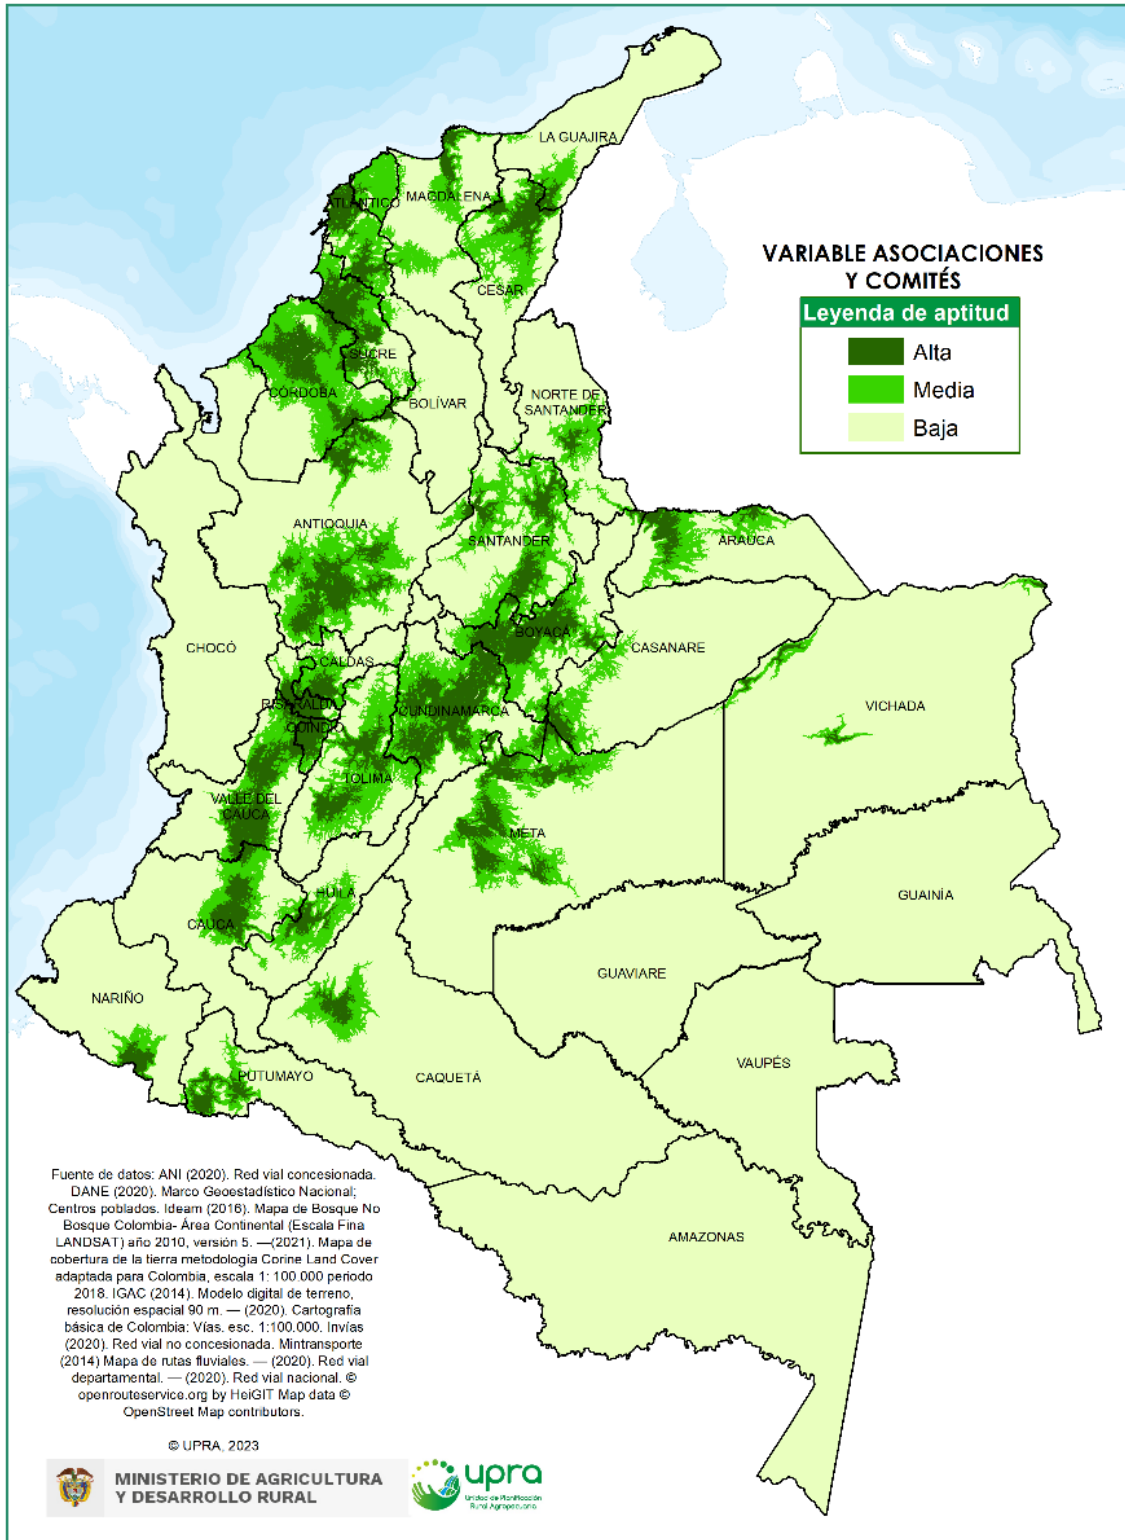 LA GUAJIRA
MAGDALENA
ATLÁNTICO
CESAR
SUCRE
CÓRDOBA
BOLÍVAR
NORTE DE
SANTANDER
ANTIOQUIA
SANTANDER
ARAUCA
CHOCÓ
BOYACÁ
CASANARE
CALDAS
RISARALDA
QUINDIO
CUNDINAMARCA
VICHADA
TOLIMA
VALLE DEL
CAUCA
META
HUILA
CAUCA
GUAINÍA
GUAVIARE
NARIÑO
PUTUMAYO
CAQUETÁ
VAUPÉS
AMAZONAS
VARIABLE ASOCIACIONES
Y COMITÉS
Leyenda de aptitud
Alta
Media
Baja
Fuente de datos: ANI (2020). Red vial concesionada.
DANE (2020). Marco Geoestadístico Nacional;
Centros poblados. Ideam (2016). Mapa de Bosque No
Bosque Colombia- Área Continental (Escala Fina
LANDSAT) año 2010, versión 5. —(2021). Mapa de
cobertura de la tierra metodología Corine Land Cover
adaptada para Colombia, escala 1: 100.000 periodo
2018. IGAC (2014). Modelo digital de terreno,
resolución espacial 90 m. — (2020). Cartografía
básica de Colombia: Vías. esc. 1:100.000. Invías
(2020). Red vial no concesionada. Mintransporte
(2014) Mapa de rutas fluviales. — (2020). Red vial
departamental. — (2020). Red vial nacional. ©
openrouteservice.org by HeiGIT Map data ©
OpenStreet Map contributors.
© UPRA, 2023
MINISTERIO DE AGRICULTURA
Y DESARROLLO RURAL
upra
Unidad de Planificación
Rural Agropecuaria